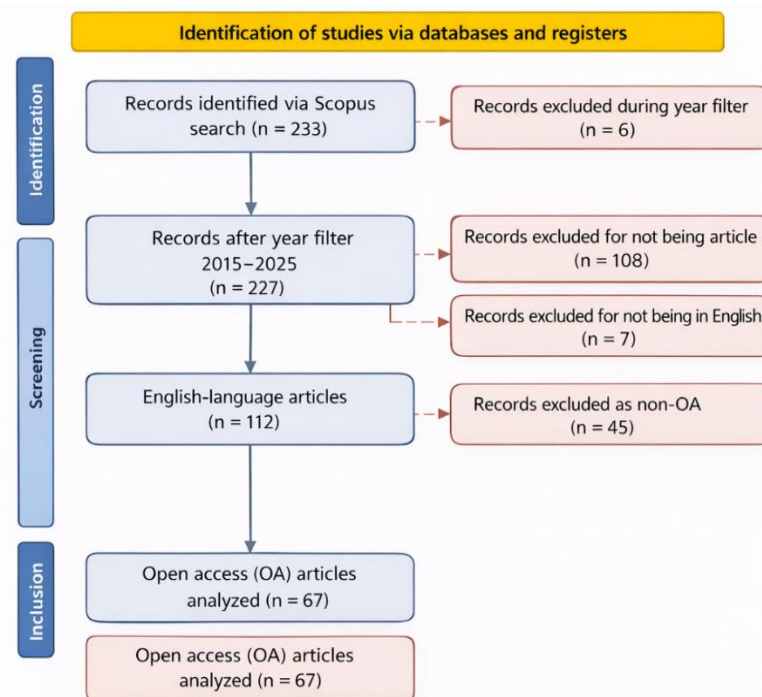 Identification of studies via databases and registers
Identification
Records identified via Scopus
search (n = 233)
Records excluded during year filter
(n = 6)
Screening
Records after year filter
2015–2025
(n = 227)
Records excluded for not being article
(n = 108)
Records excluded for not being in English
(n = 7)
English-language articles
(n = 112)
Records excluded as non-OA
(n = 45)
Inclusion
Open access (OA) articles
analyzed (n = 67)
Open access (OA) articles
analyzed (n = 67)